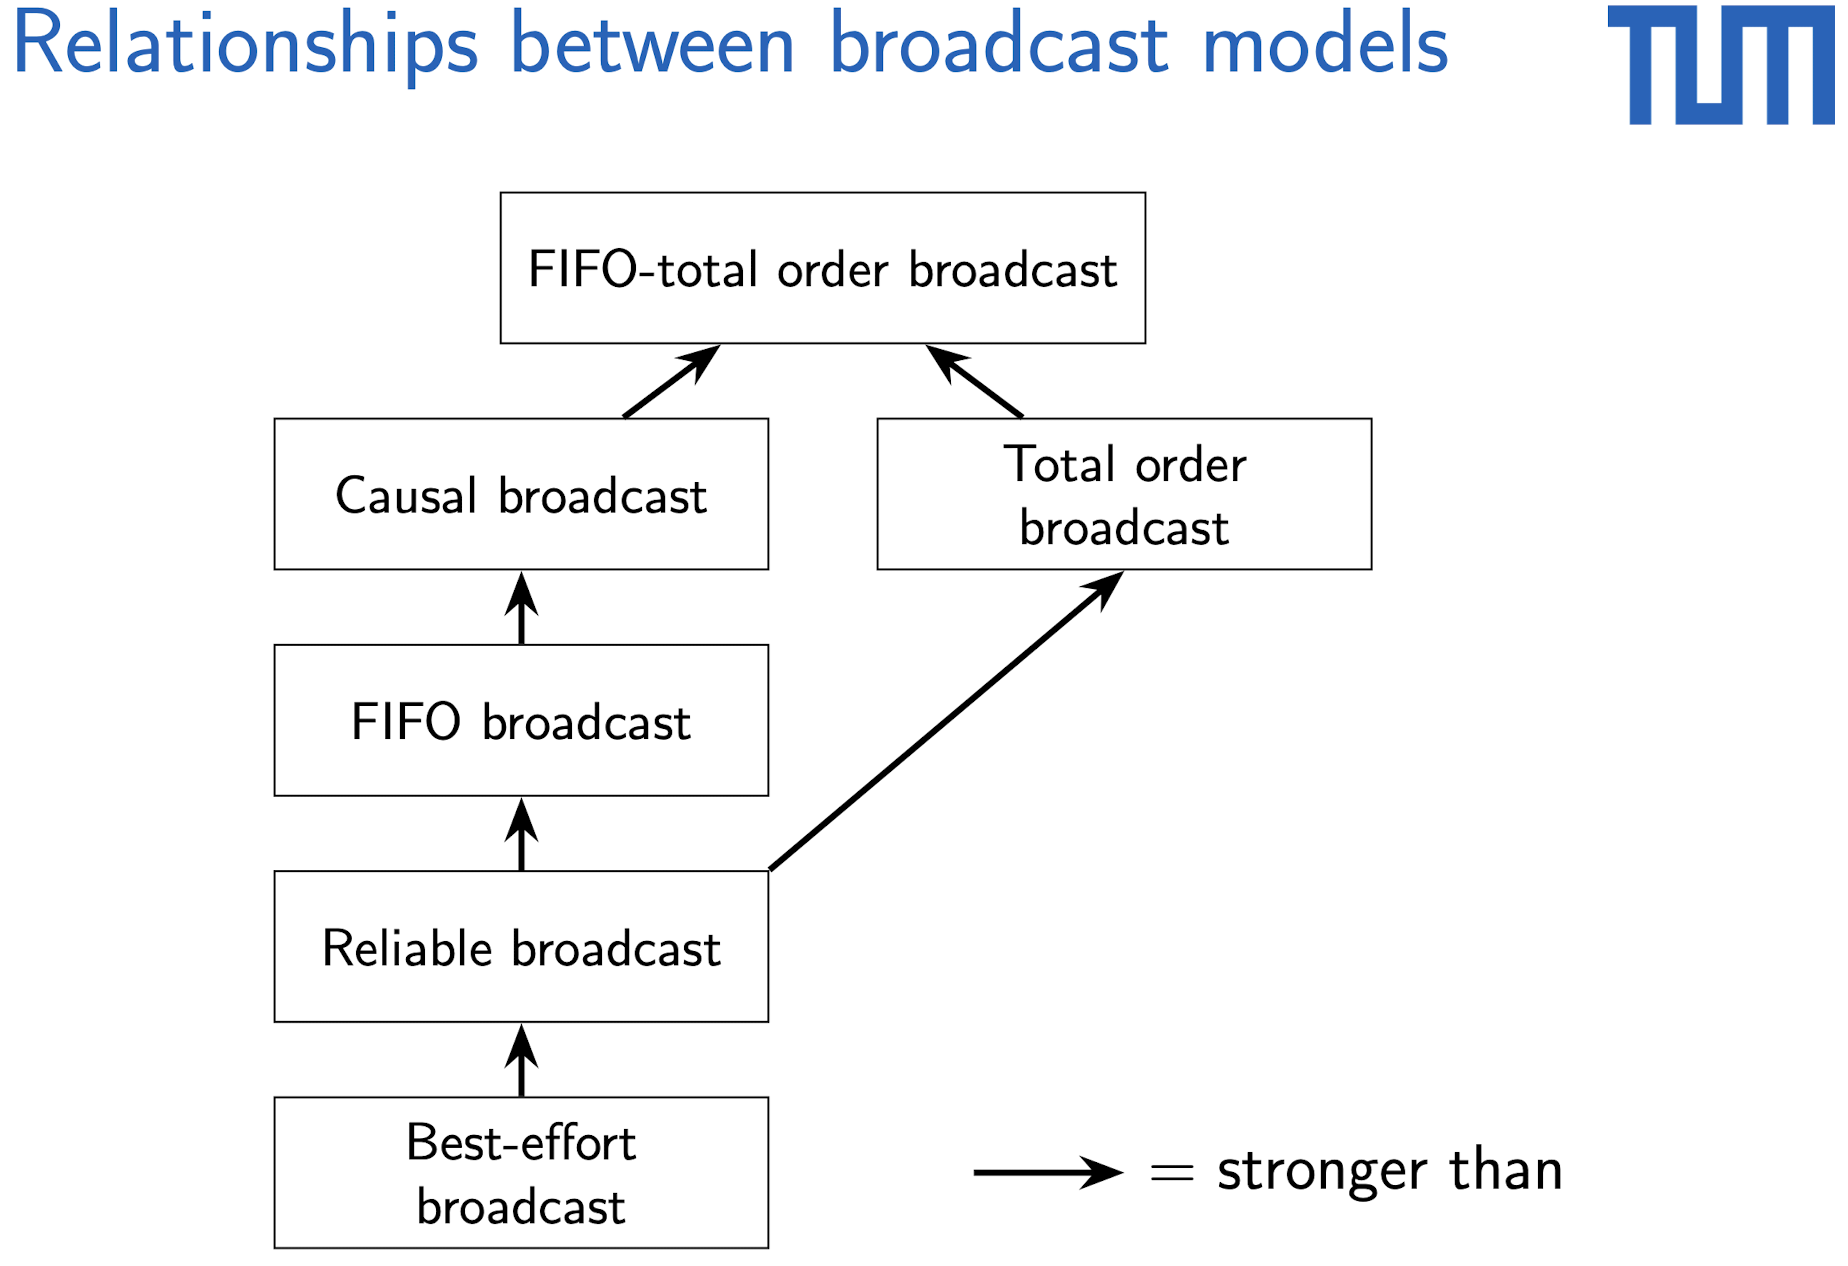 Relationships between broadcast models
TUM
FIFO-total order broadcast
Causal broadcast
Total order
broadcast
FIFO broadcast
Reliable broadcast
Best-effort
broadcast
= stronger than